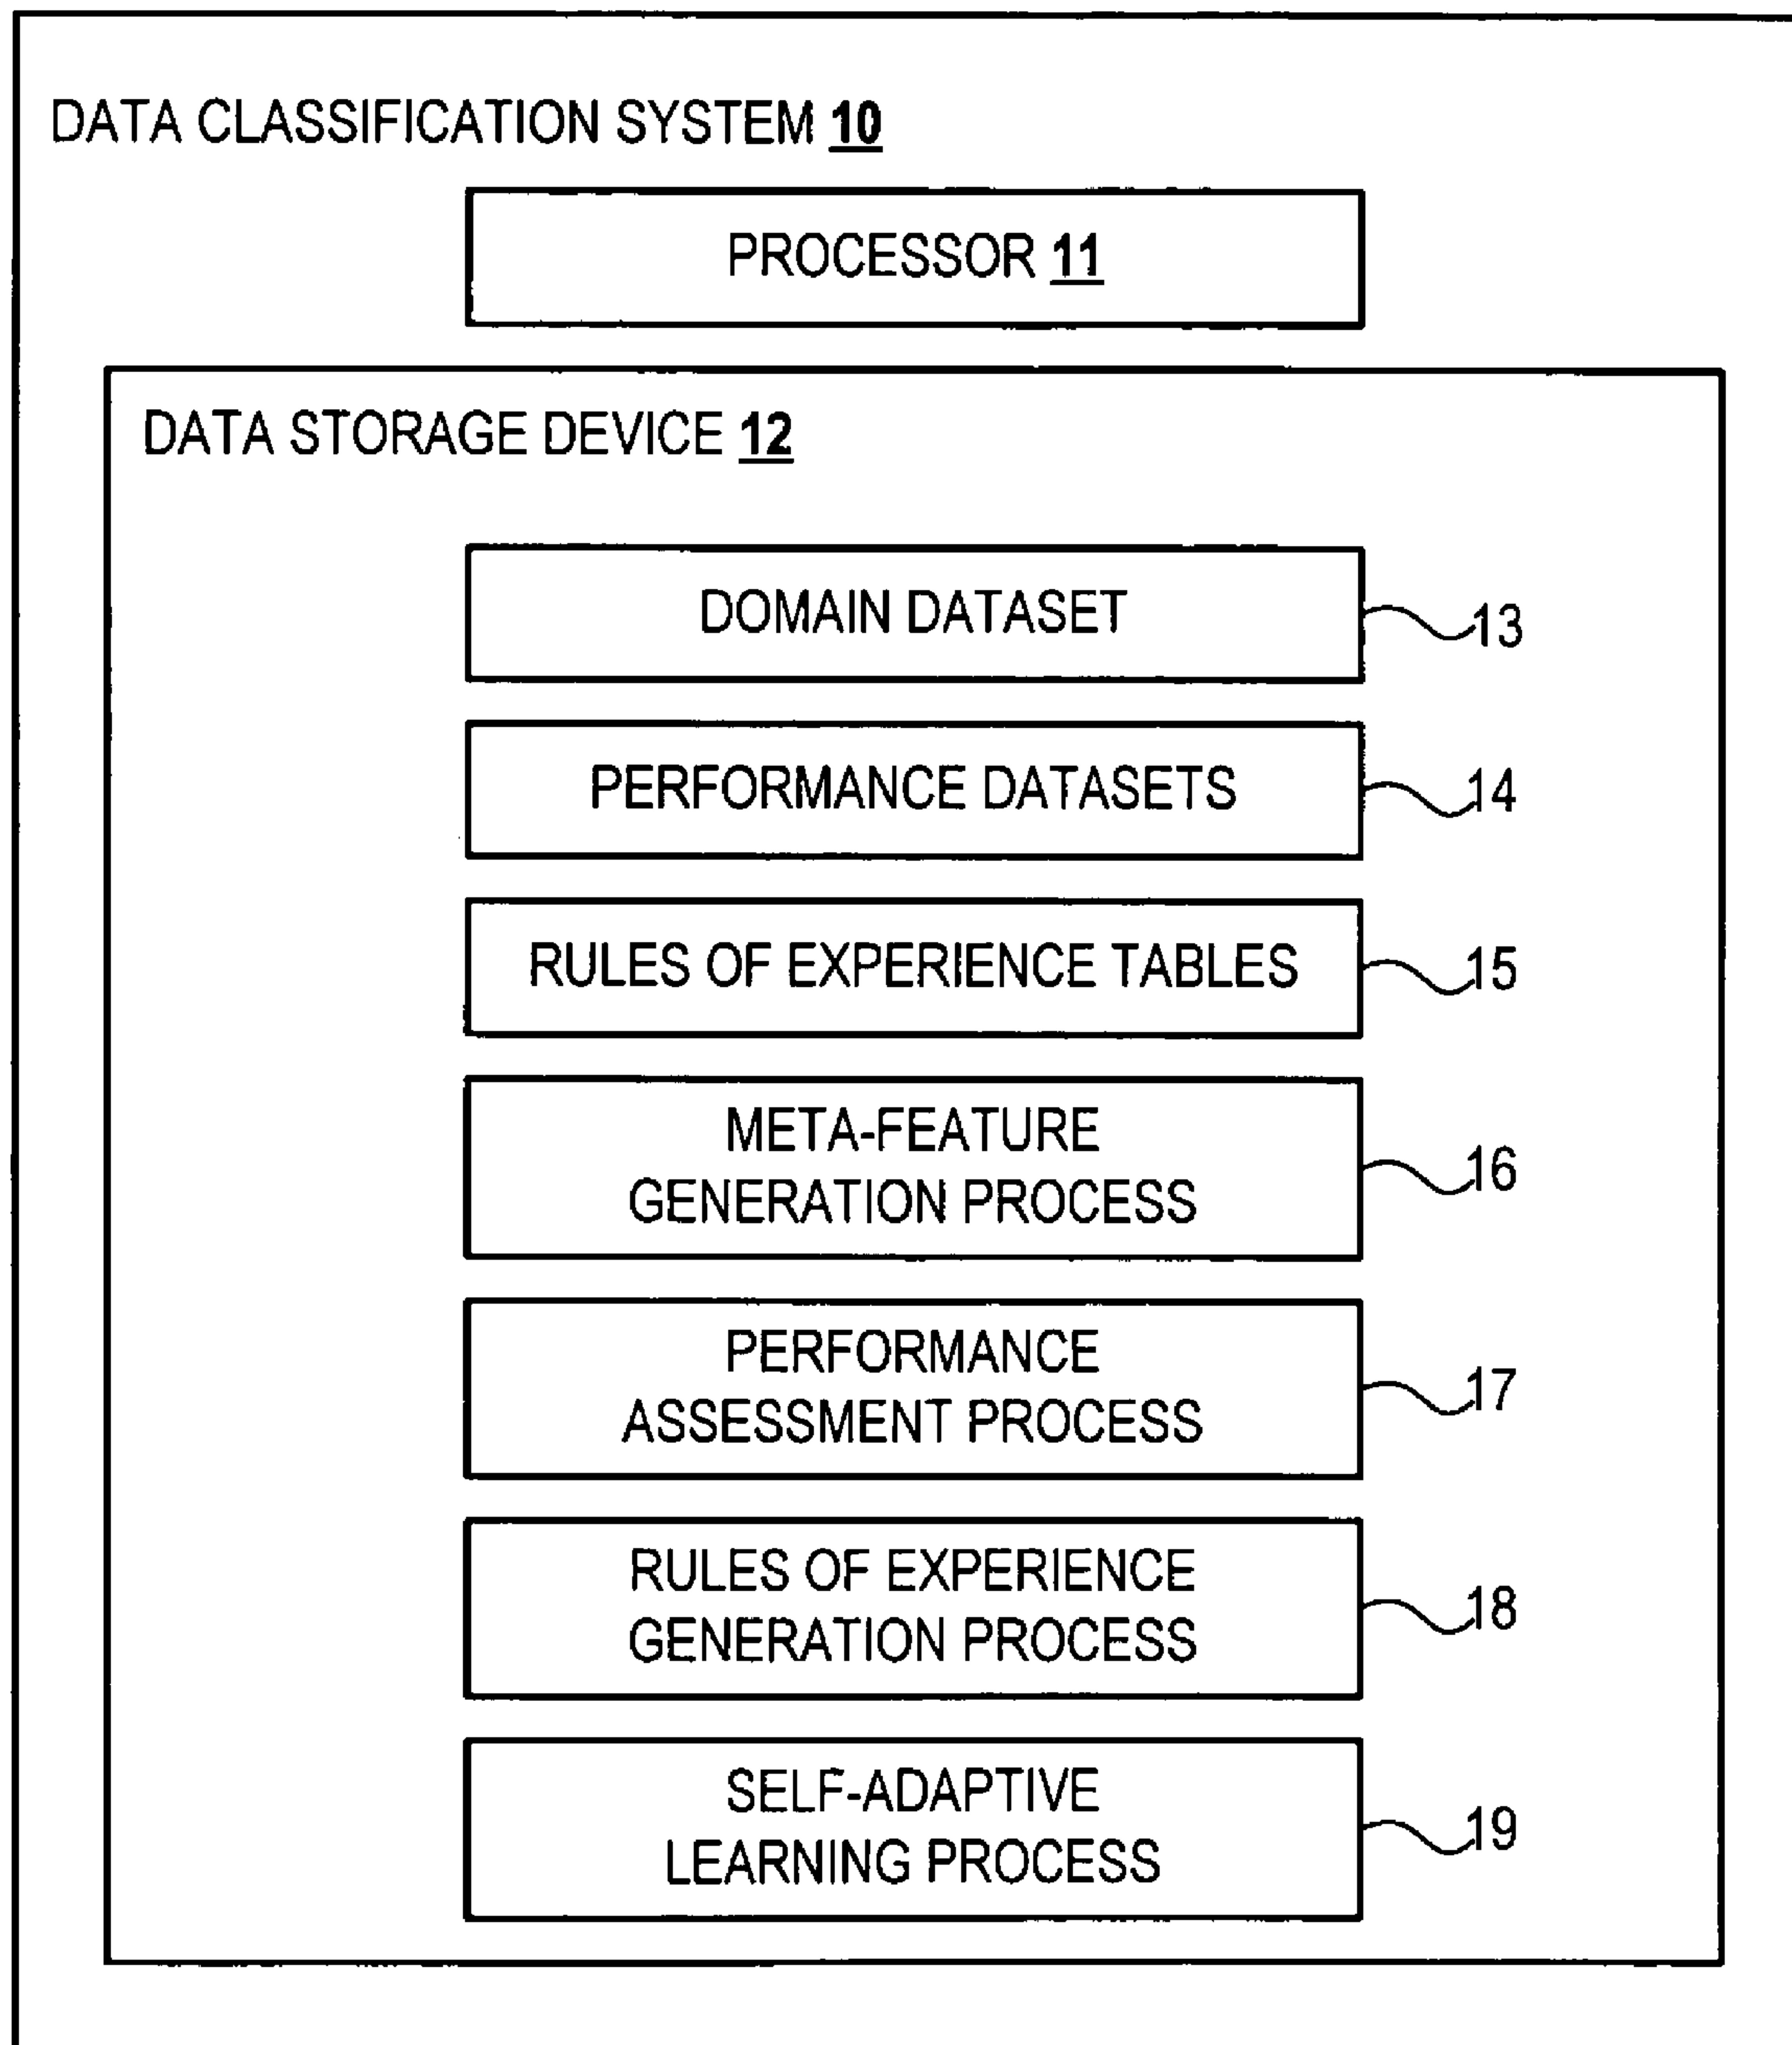 DATA CLASSIFICATION SYSTEM 10
PROCESSOR 11
DATA STORAGE DEVICE 12
DOMAIN DATASET
13
PERFORMANCE DATASETS
14
RULES OF EXPERIENCE TABLES
15
META-FEATURE
GENERATION PROCESS
16
PERFORMANCE
ASSESSMENT PROCESS
17
RULES OF EXPERIENCE
GENERATION PROCESS
18
SELF-ADAPTIVE
LEARNING PROCESS
19